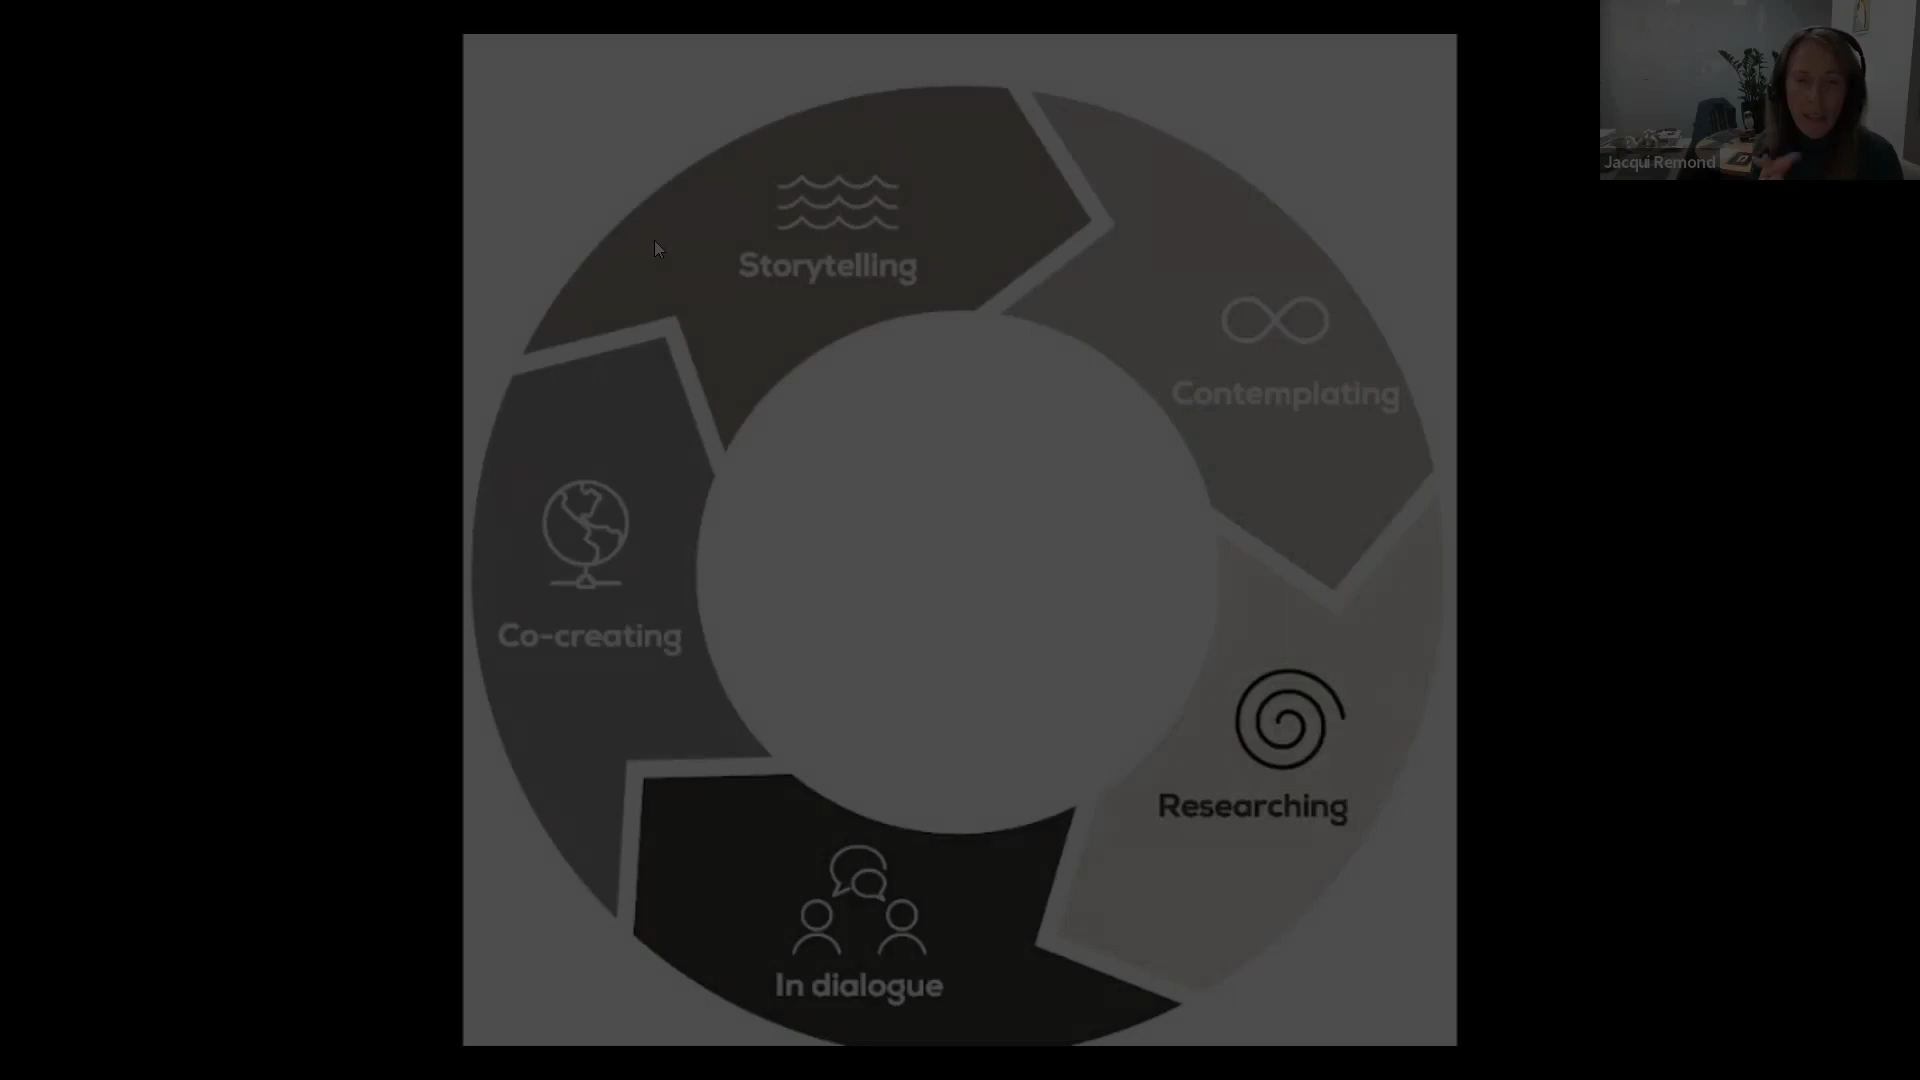 Jacqui Remond
Storytelling
Contemplating
Co-creating
Researching
In dialogue